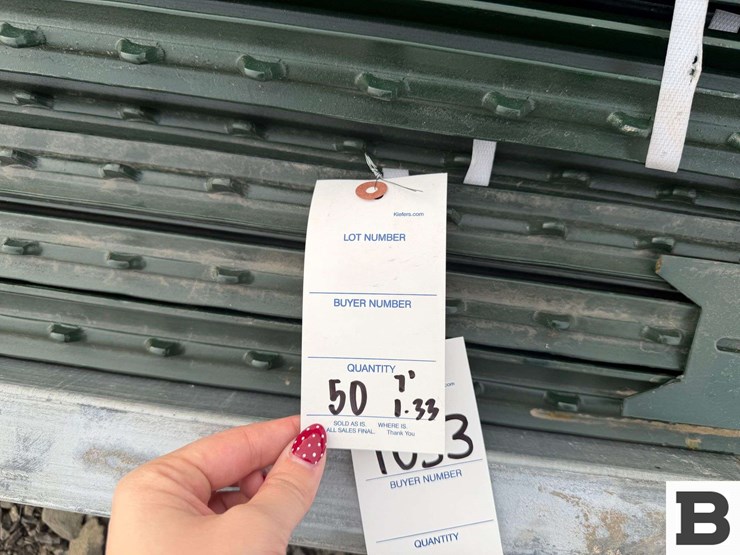 Kiefers.com
LOT NUMBER
BUYER NUMBER
QUANTITY
50 7'
1.33
SOLD AS IS. WHERE IS.
ALL SALES FINAL. Thank You
.com
BUYER NUMBER
QUANTITY
B